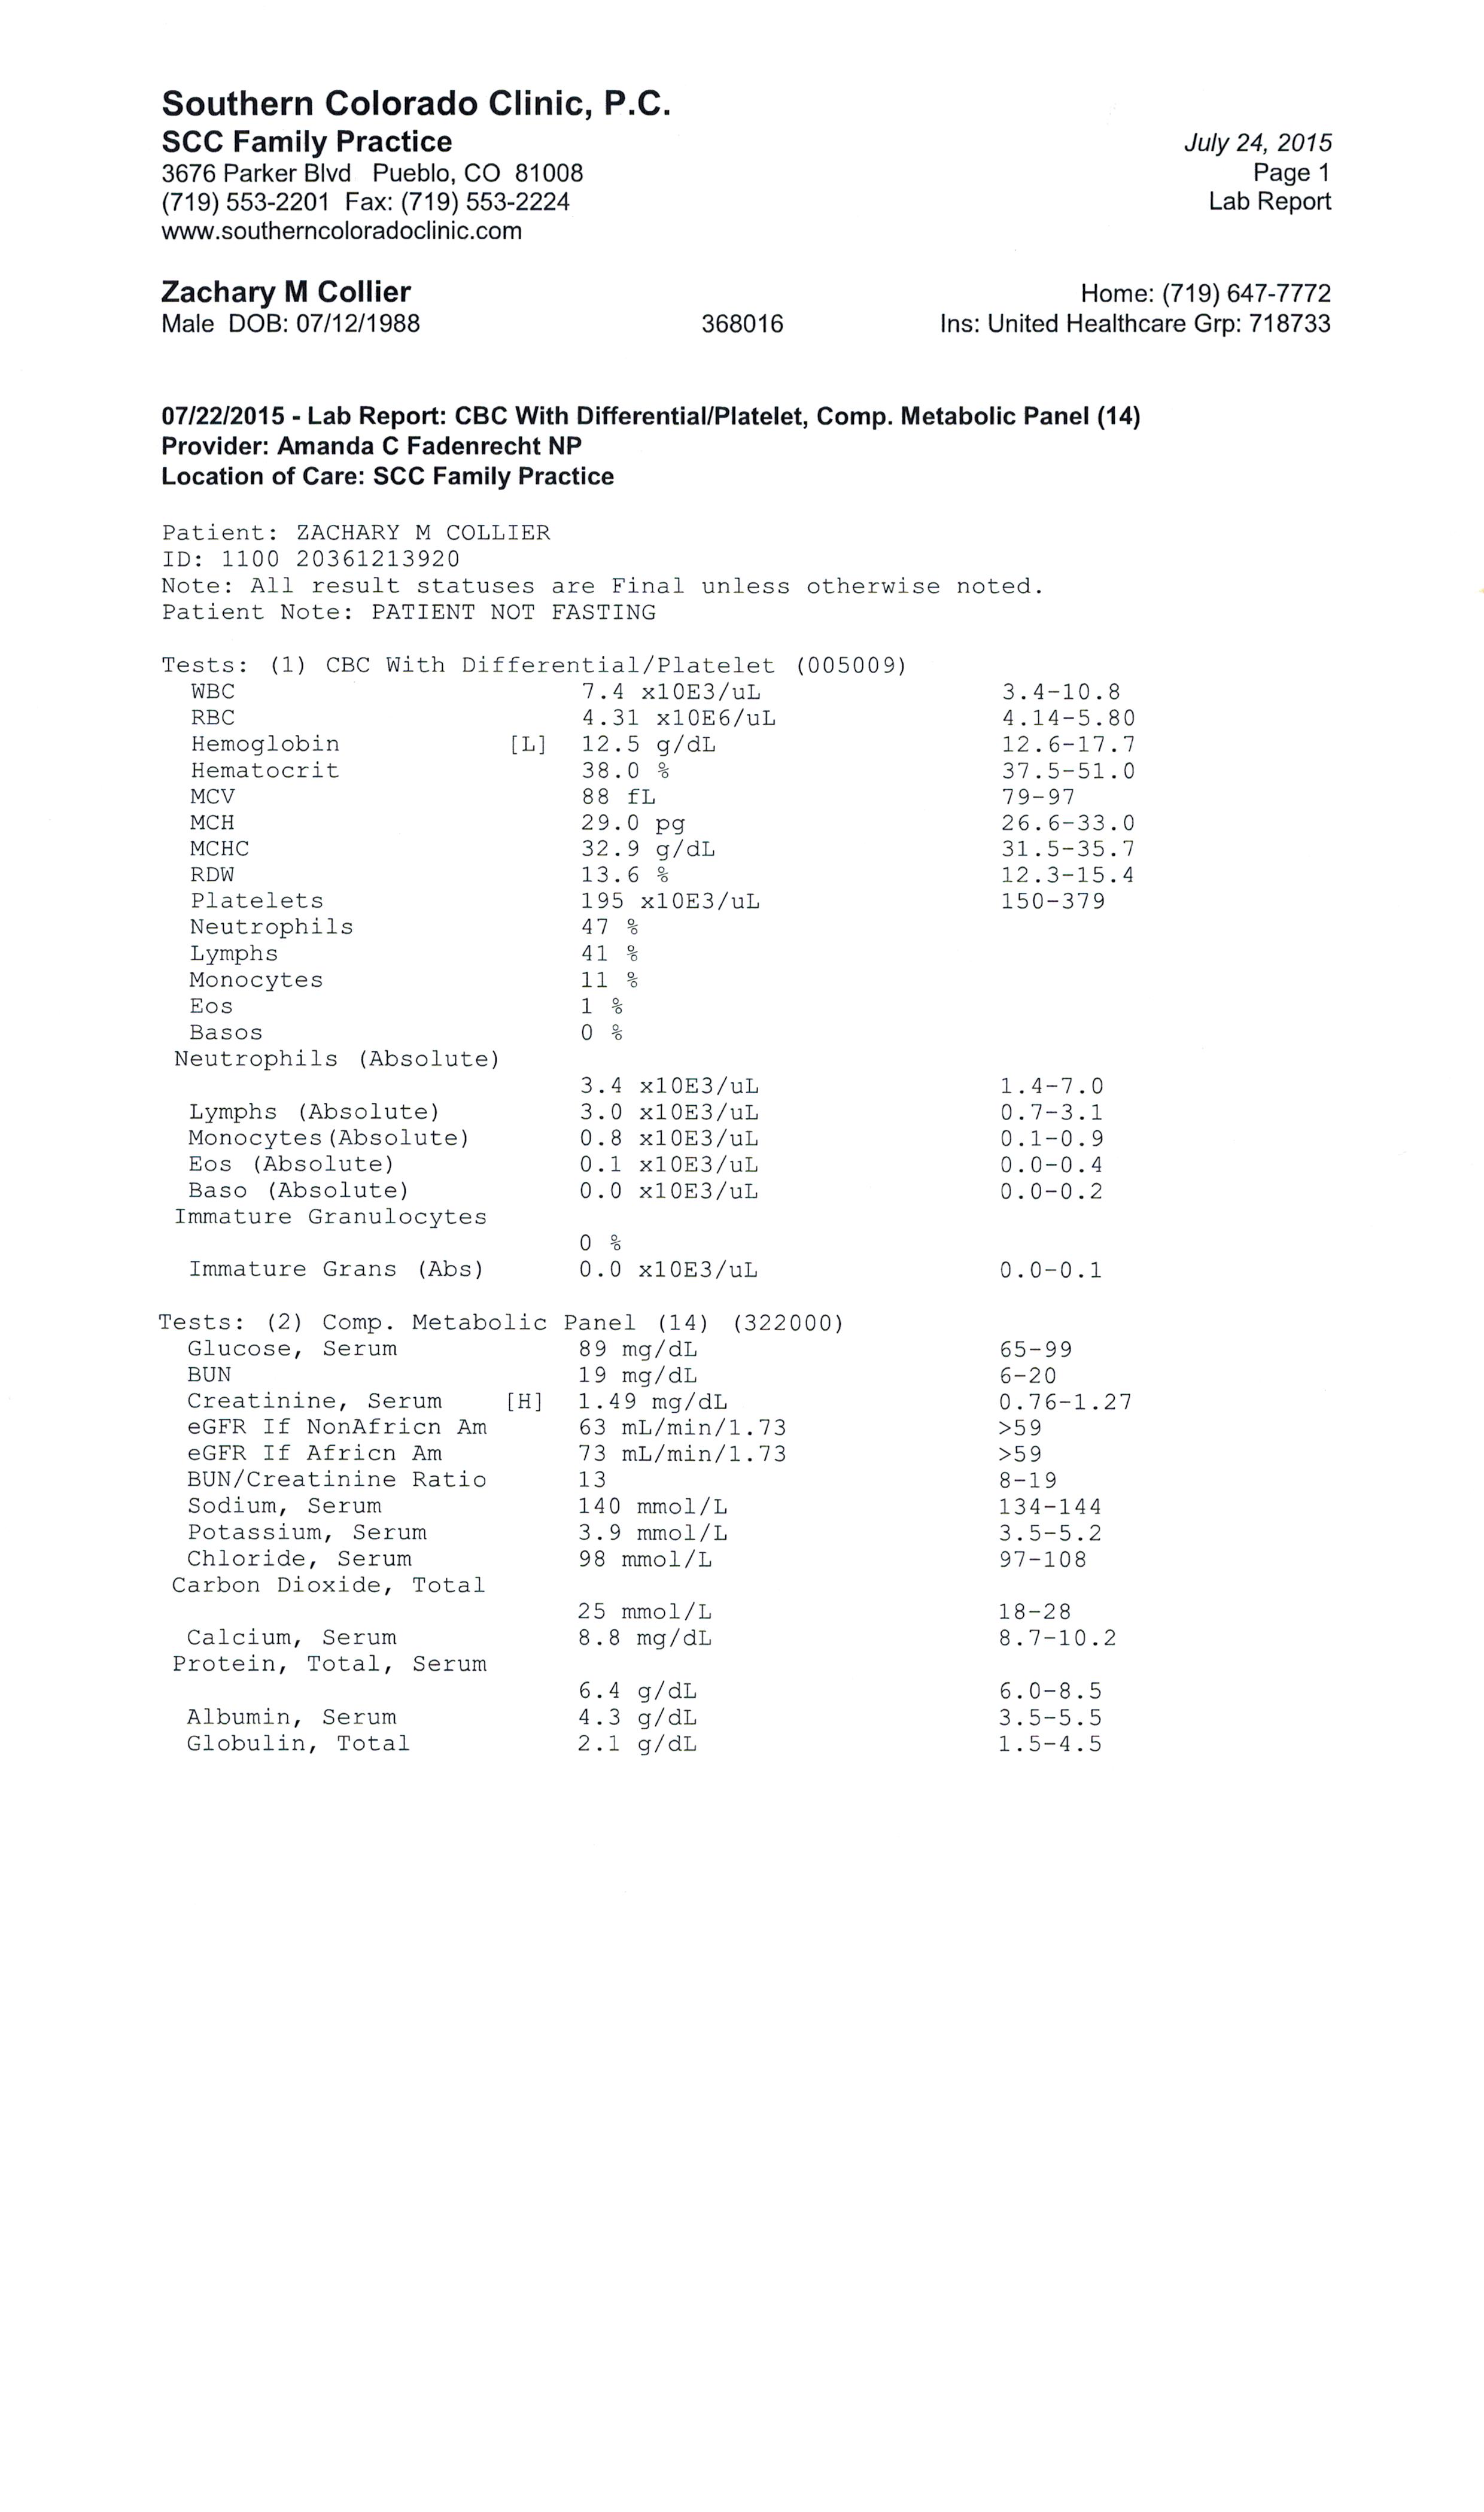 Southern Colorado Clinic, P.C.
SCC Family Practice
July 24, 2015
3676 Parker Blvd Pueblo, CO 81008
Page 1
(719) 553-2201 Fax: (719) 553-2224
Lab Report
www.southerncoloradoclinic.com
Zachary M Collier
Home: (719) 647-7772
Male DOB: 07/12/1988 368016 Ins: United Healthcare Grp: 718733
07/22/2015 - Lab Report: CBC With Differential/Platelet, Comp. Metabolic Panel (14)
Provider: Amanda C Fadenrecht NP
Location of Care: SCC Family Practice
Patient: ZACHARY M COLLIER
ID: 1100 20361213920
Note: All result statuses are Final unless otherwise noted.
Patient Note: PATIENT NOT FASTING
Tests: (1) CBC With Differential/Platelet (005009)
WBC 7.4 x10E3/uL 3.4-10.8
RBC 4.31 x10E6/uL 4.14-5.80
Hemoglobin [L] 12.5 g/dL 12.6-17.7
Hematocrit 38.0 % 37.5-51.0
MCV 88 fL 79-97
MCH 29.0 pg 26.6-33.0
MCHC 32.9 g/dL 31.5-35.7
RDW 13.6 % 12.3-15.4
Platelets 195 x10E3/uL 150-379
Neutrophils 47 %
Lymphs 41 %
Monocytes 11 %
Eos 1 %
Basos 0 %
Neutrophils (Absolute)
3.4 x10E3/uL 1.4-7.0
Lymphs (Absolute) 3.0 x10E3/uL 0.7-3.1
Monocytes(Absolute) 0.8 x10E3/uL 0.1-0.9
Eos (Absolute) 0.1 x10E3/uL 0.0-0.4
Baso (Absolute) 0.0 x10E3/uL 0.0-0.2
Immature Granulocytes
0 %
Immature Grans (Abs) 0.0 x10E3/uL 0.0-0.1
Tests: (2) Comp. Metabolic Panel (14) (322000)
Glucose, Serum 89 mg/dL 65-99
BUN 19 mg/dL 6-20
Creatinine, Serum [H] 1.49 mg/dL 0.76-1.27
eGFR If NonAfricn Am 63 mL/min/1.73 >59
eGFR If Africn Am 73 mL/min/1.73 >59
BUN/Creatinine Ratio 13 8-19
Sodium, Serum 140 mmol/L 134-144
Potassium, Serum 3.9 mmol/L 3.5-5.2
Chloride, Serum 98 mmol/L 97-108
Carbon Dioxide, Total
25 mmol/L 18-28
Calcium, Serum 8.8 mg/dL 8.7-10.2
Protein, Total, Serum
6.4 g/dL 6.0-8.5
Albumin, Serum 4.3 g/dL 3.5-5.5
Globulin, Total 2.1 g/dL 1.5-4.5